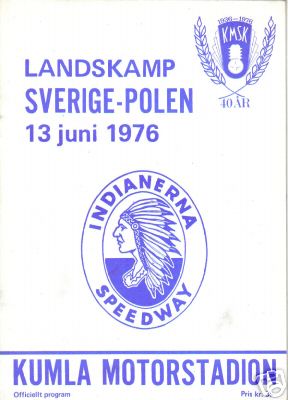 1936-1976
KMSK
40 ÅR
LANDSKAMP
SVERIGE-POLEN
13 juni 1976
INDIANERNA
SPEEDWAY
KUMLA MOTORSTADION
Officiellt program
Pris kr.